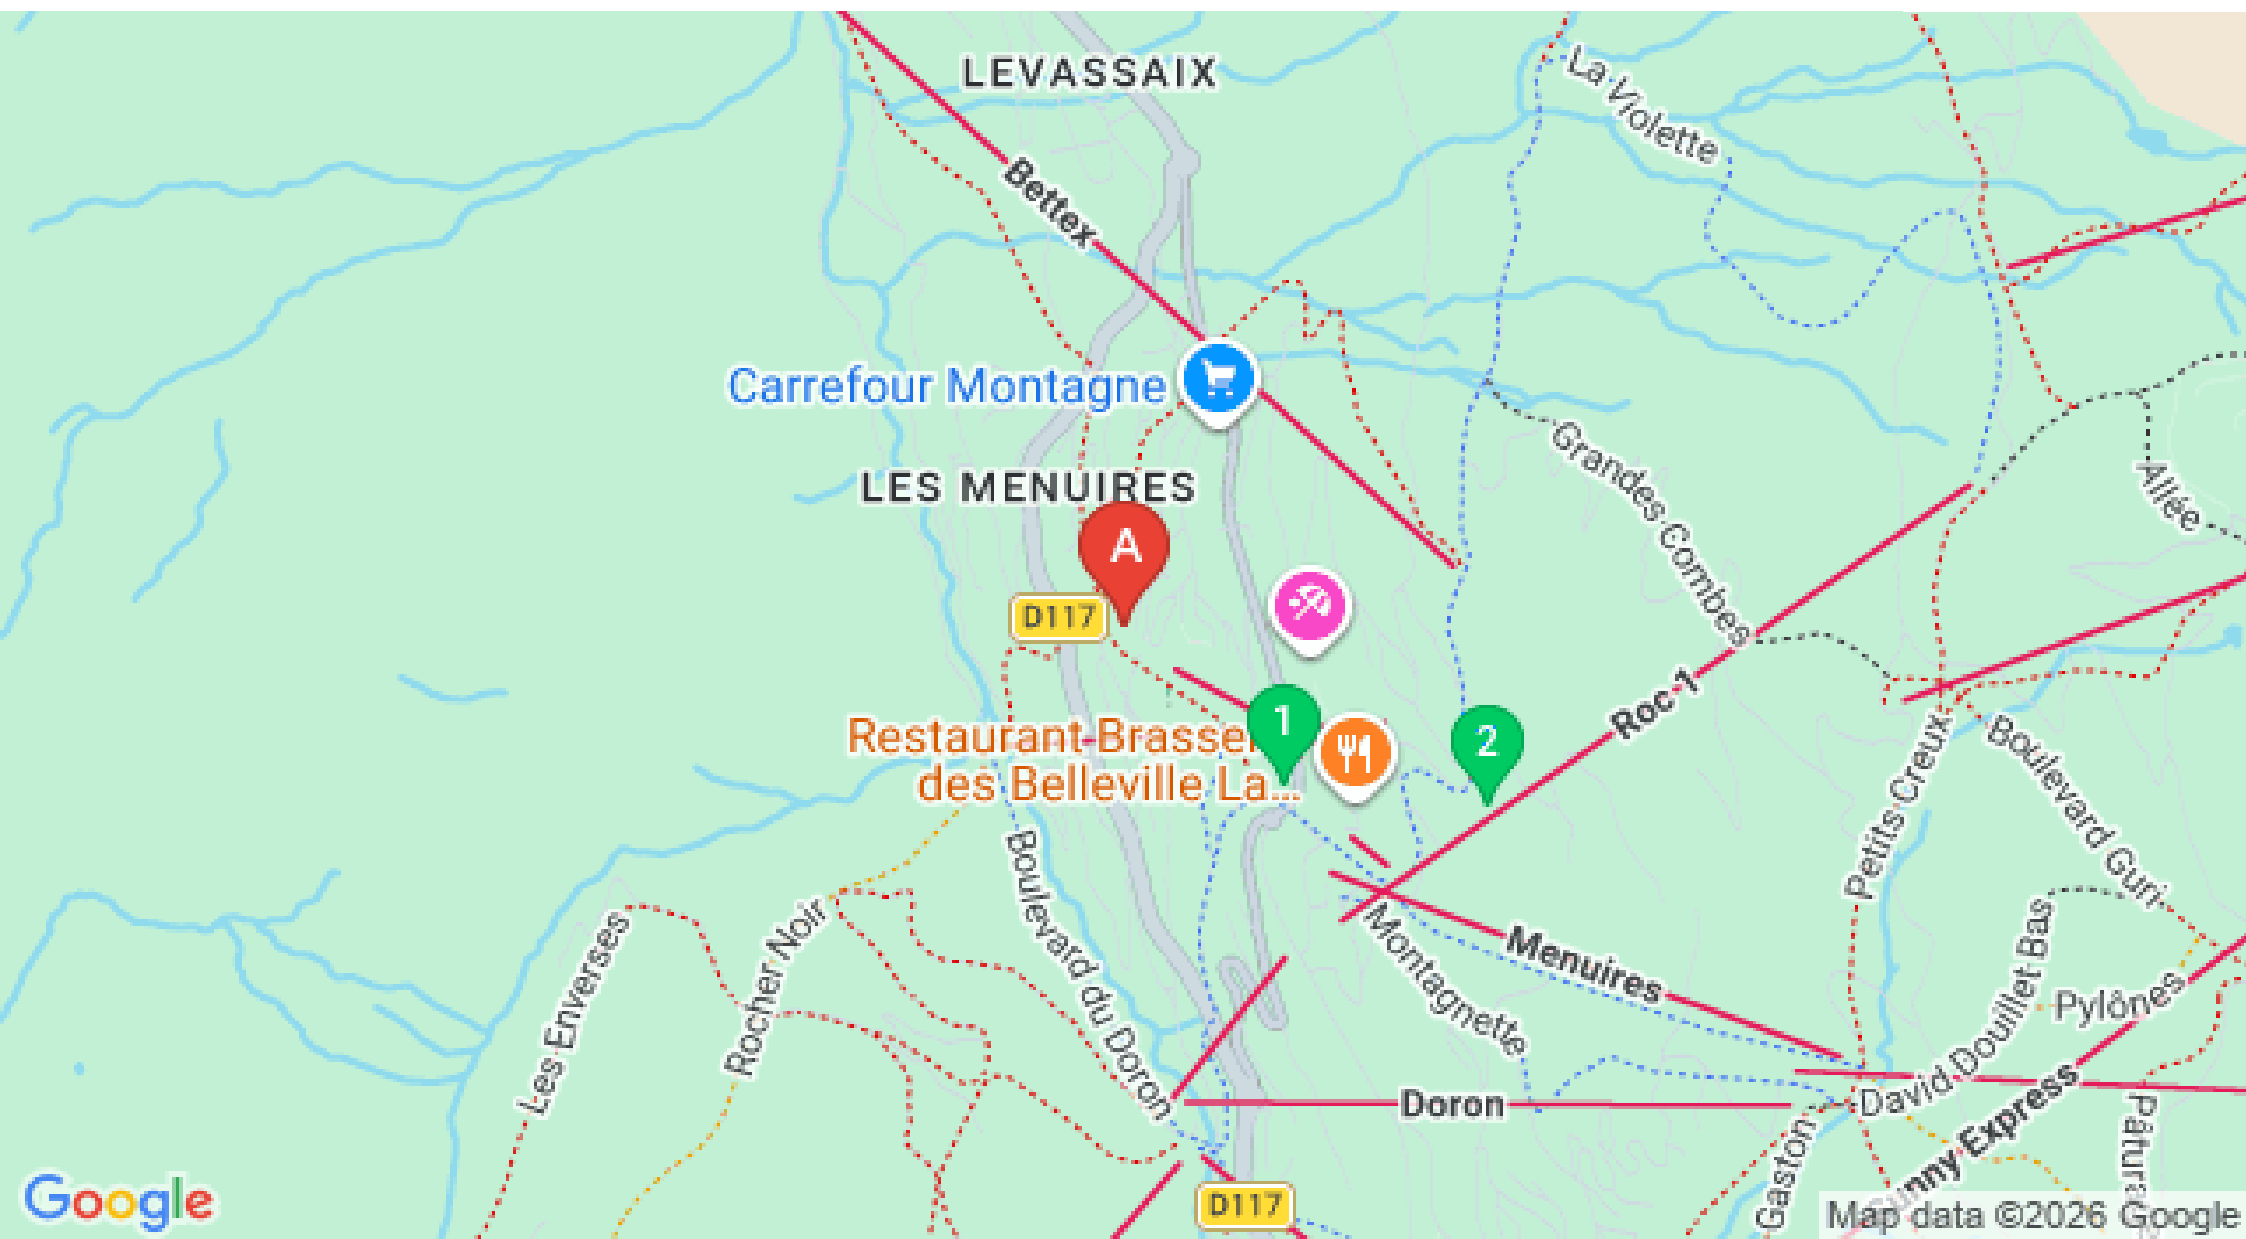 LEVASSAIX
La Violette
Bettex
Carrefour Montagne
Grandes Combes
Allée
LES MENUIRES
A
D117
Roc 1
1
2
Restaurant Brasse
des Belleville La...
Petits Creux
Boulevard Guri
Boulevard du Doron
Les Enverses
Rocher Noir
Montagnette
Menuires
David Douillet Bas
Pylônes
Doron
Gaston
unny Express
Pâtura
D117
Google
Map data ©2026 Google